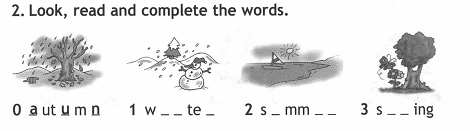 2. Look, read and complete the words.
0 a ut u m n 1 w _ _ te _ 2 s _ mm _ _ 3 s _ _ ing